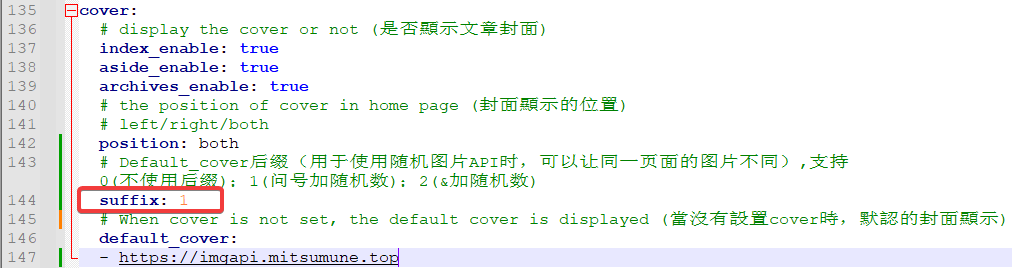 135 cover:
136 # display the cover or not (是否顯示文章封面)
137 index_enable: true
138 aside_enable: true
139 archives_enable: true
140 # the position of cover in home page (封面顯示的位置)
141 # left/right/both
142 position: both
143 # Default_cover后缀（用于使用随机图片API时，可以让同一页面的图片不同）,支持
0(不使用后缀)；1(问号加随机数)；2(&加随机数)
144 suffix: 1
145 # When cover is not set, the default cover is displayed (當沒有設置cover時，默認的封面顯示)
146 default_cover:
147 - https://imgapi.mitsumune.top